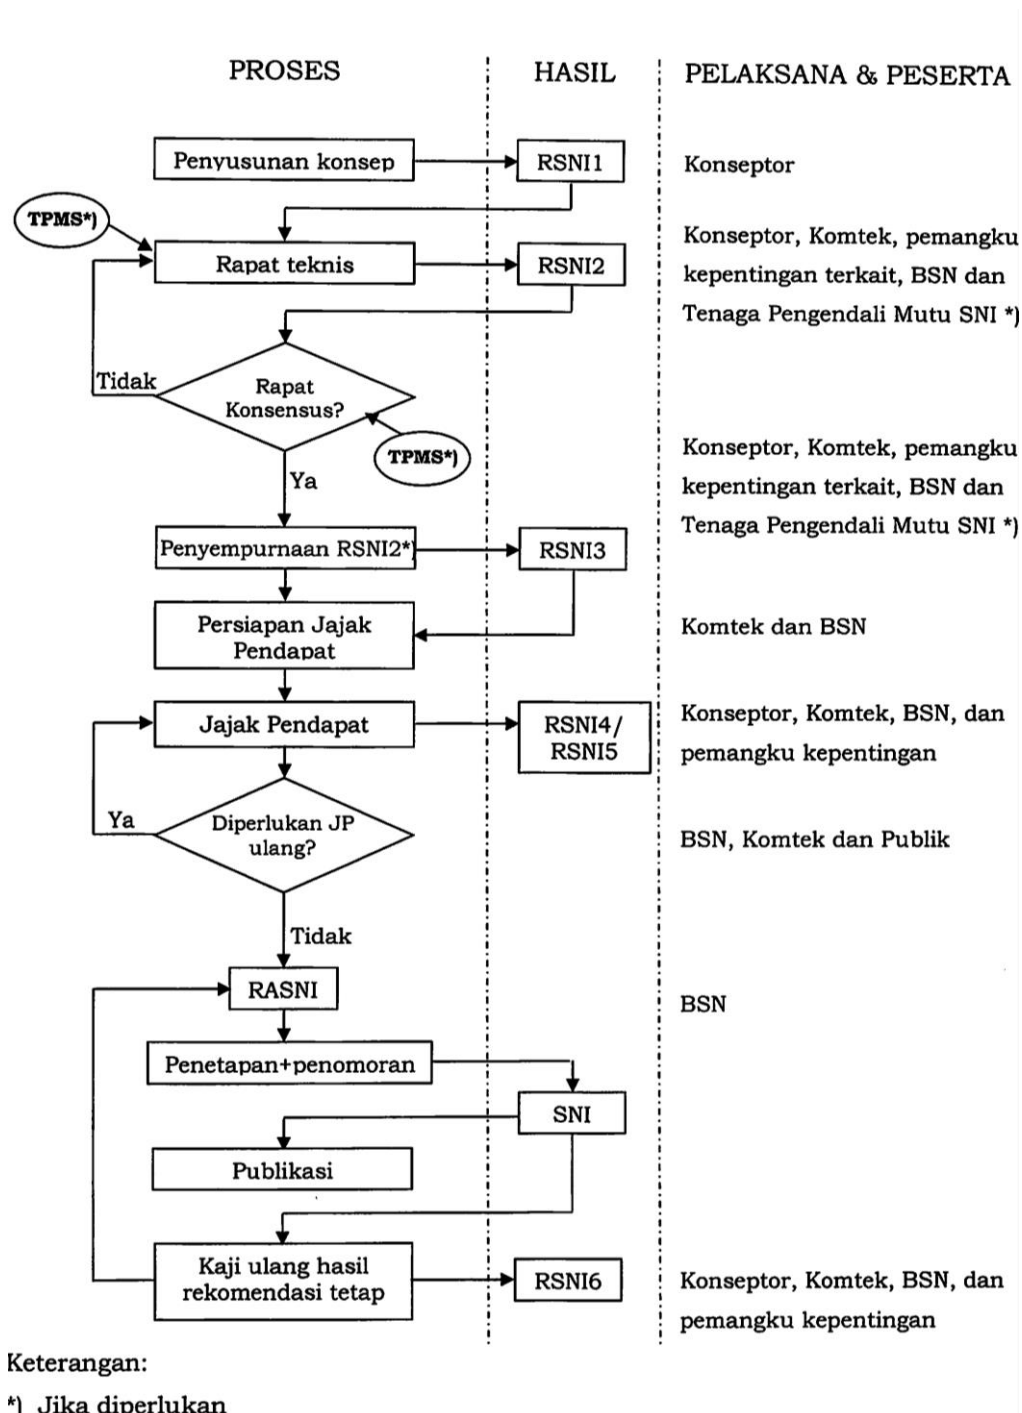 PROSES
HASIL
PELAKSANA & PESERTA
Penyusunan konsep
RSNI1
Konseptor
TPMS*)
Rapat teknis
RSNI2
Konseptor, Komtek, pemangku
kepentingan terkait, BSN dan
Tenaga Pengendali Mutu SNI *)
Tidak
Rapat
Konsensus?
TPMS*)
Ya
Konseptor, Komtek, pemangku
kepentingan terkait, BSN dan
Tenaga Pengendali Mutu SNI *)
Penyempurnaan RSNI2*)
RSNI3
Persiapan Jajak
Pendapat
Komtek dan BSN
Jajak Pendapat
RSNI4/
RSNI5
Konseptor, Komtek, BSN, dan
pemangku kepentingan
Ya
Diperlukan JP
ulang?
BSN, Komtek dan Publik
Tidak
RASNI
BSN
Penetapan+penomoran
SNI
Publikasi
Kaji ulang hasil
rekomendasi tetap
RSNI6
Konseptor, Komtek, BSN, dan
pemangku kepentingan
Keterangan:
*) Jika diperlukan